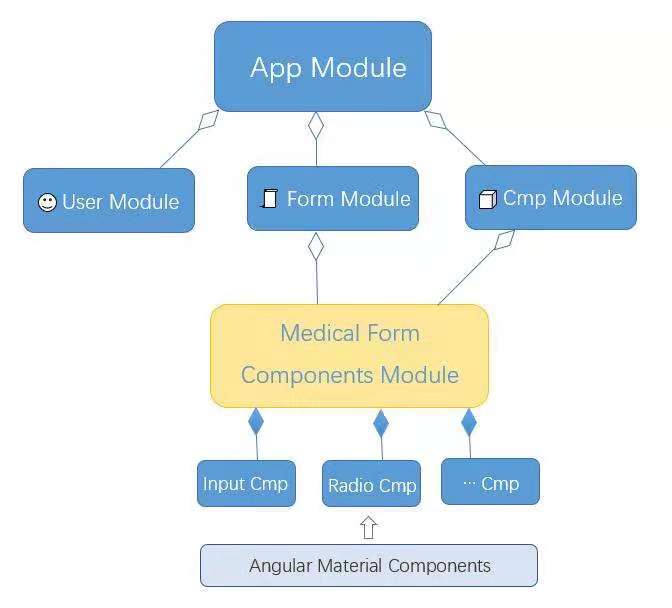 App Module
User Module
Form Module
Cmp Module
Medical Form
Components Module
Input Cmp
Radio Cmp
··· Cmp
Angular Material Components